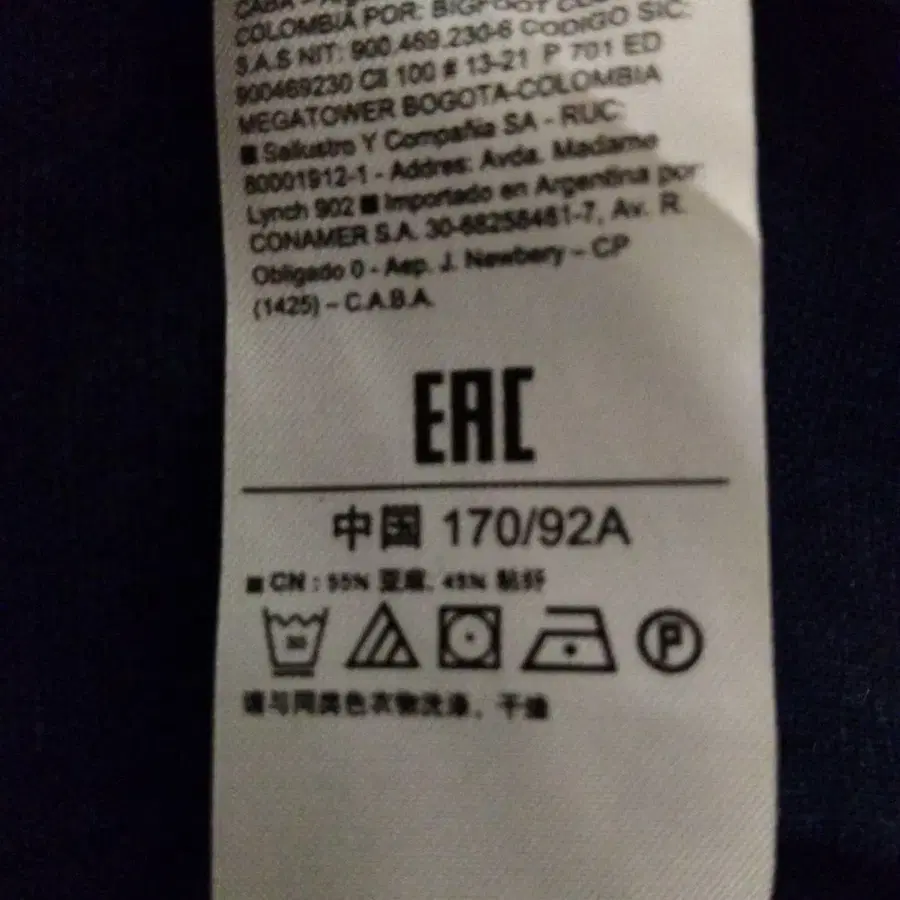 COLOMBIA POR: BIGFOOT
S.A.S NIT: 900.469.230-6 CODIGO SIC:
900469230 Cll 100 # 13-21 P 701 ED
MEGATOWER BOGOTA-COLOMBIA
■ Sallustro Y Compañia SA - RUC:
80001912-1 - Addres: Avda. Madame
Lynch 902 ■ Importado en Argentina por:
CONAMER S.A. 30-68258461-7, Av. R.
Obligado 0 - Aep. J. Newbery – CP
(1425) – C.A.B.A.
EAC
中国 170/92A
■ CN : 55% 亚麻, 45% 粘纤
30
P
请与同类色衣物洗涤, 干燥